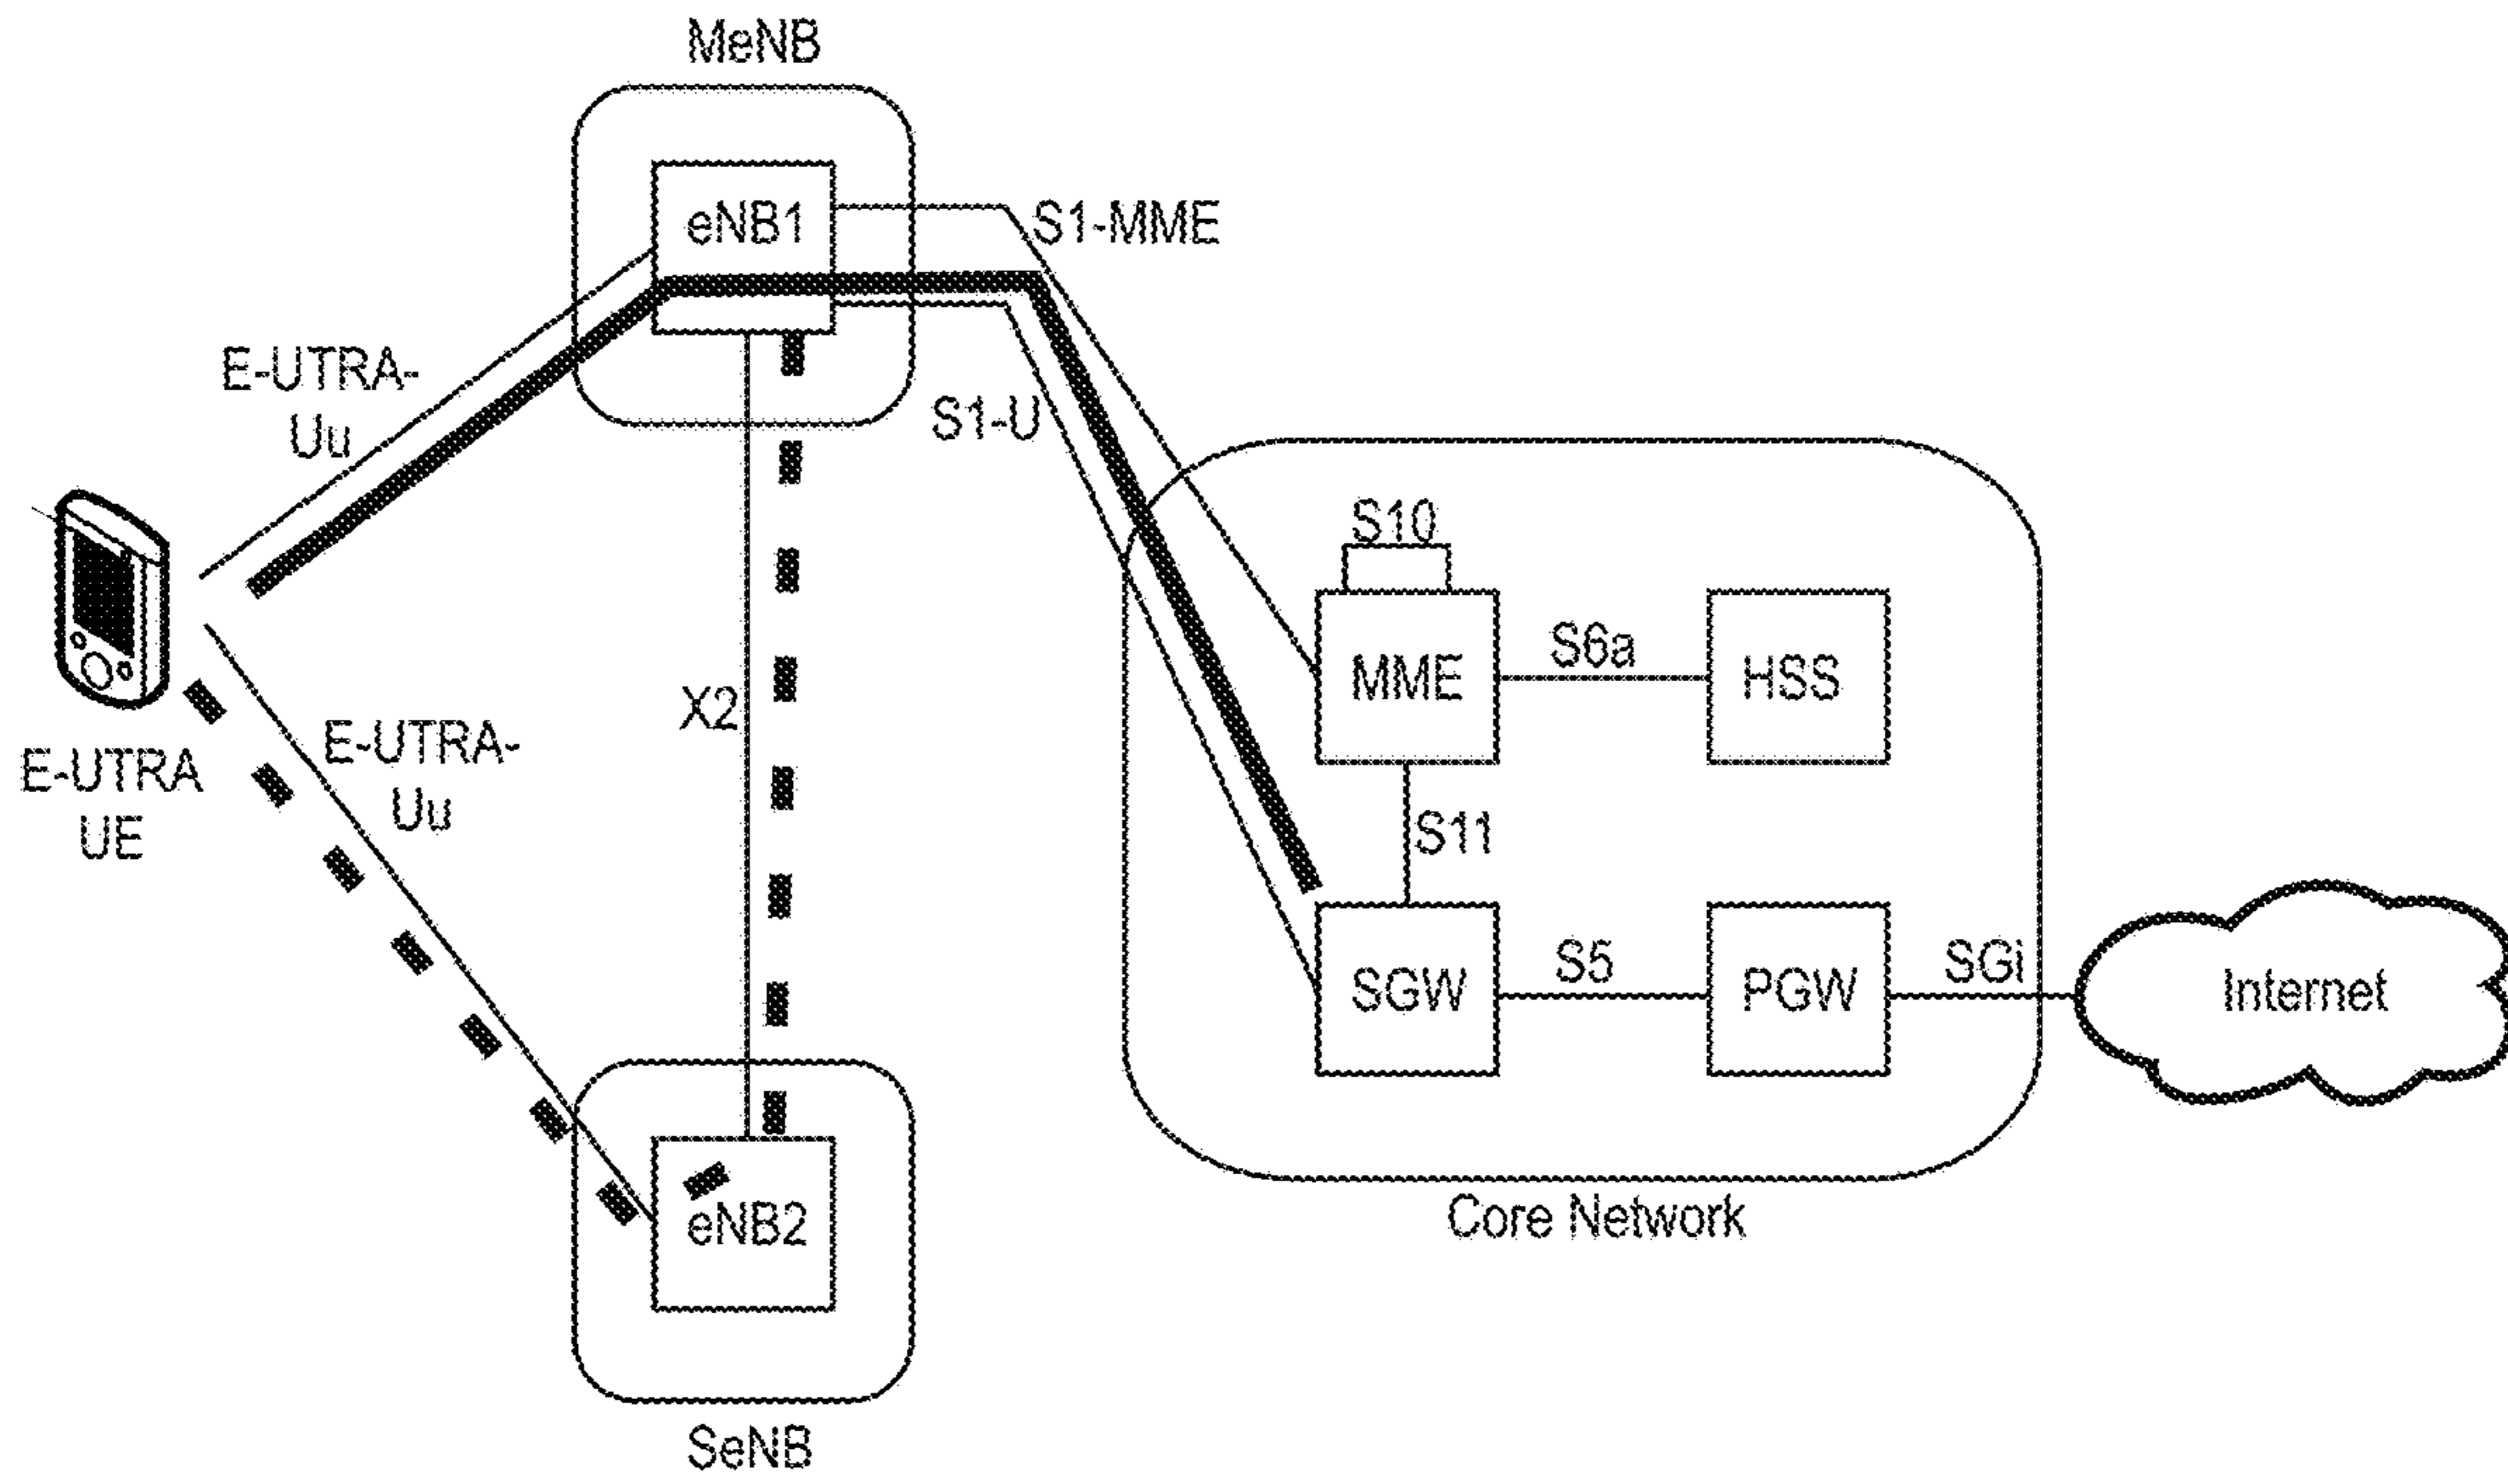 MeNB
eNB1
S1-MME
E-UTRA-
Uu
S1-U
S10
MME
S6a
HSS
X2
E-UTRA-
Uu
E-UTRA
UE
S11
SGW
S5
PGW
SGi
Internet
eNB2
Core Network
SeNB